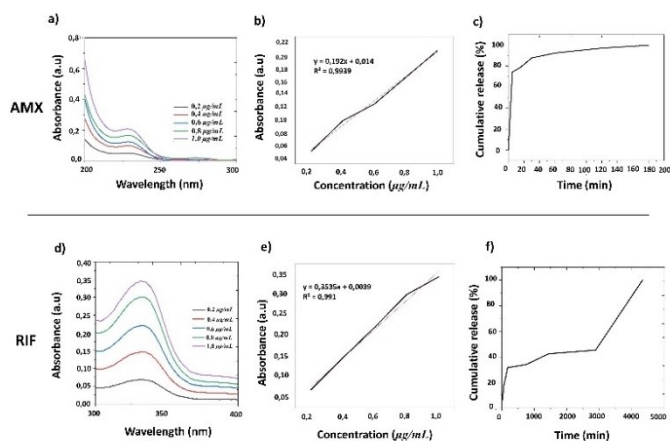 a)
b)
c)
AMX
Absorbance (a.u)
0,8
0,6
0,4
0,2
0,0
200
250
300
Wavelength (nm)
0,2 µg/mL
0,4 µg/mL
0,6 µg/mL
0,8 µg/mL
1,0 µg/mL
Absorbance (a.u)
0,22
0,20
0,18
0,16
0,14
0,12
0,10
0,08
0,06
0,04
y = 0,192x + 0,014
R² = 0,9939
0,2
0,4
0,6
0,8
1,0
Concentration (µg/mL)
Cumulative release (%)
100
80
60
40
20
0
0 20 40 60 80 100 120 140 160 180 200
Time (min)
d)
e)
f)
RIF
Absorbance (a.u)
0,40
0,35
0,30
0,25
0,20
0,15
0,10
0,05
0,00
300
350
400
Wavelength (nm)
0,2 µg/mL
0,4 µg/mL
0,6 µg/mL
0,8 µg/mL
1,0 µg/mL
Absorbance (a.u)
0,35
0,30
0,25
0,20
0,15
0,10
0,05
y = 0,3535x + 0,0039
R² = 0,991
0,2
0,4
0,6
0,8
1,0
Concentration (µg/mL)
Cumulative release (%)
100
80
60
40
20
0
0 1000 2000 3000 4000 5000
Time (min)